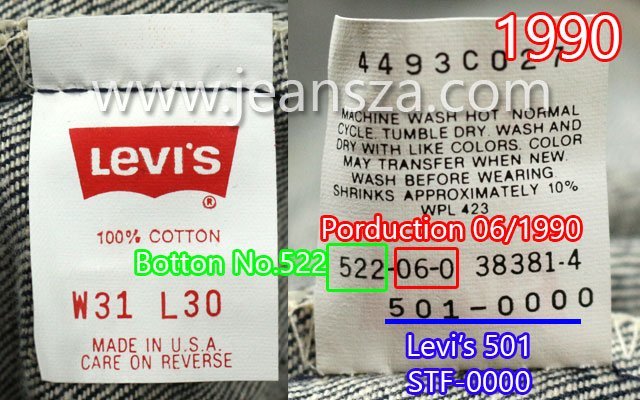 LEVI'S
®
100% COTTON
W31 L30
MADE IN U.S.A.
CARE ON REVERSE
www.jeansza.com
1990
4493C027
MACHINE WASH HOT NORMAL
CYCLE. TUMBLE DRY. WASH AND
DRY WITH LIKE COLORS. COLOR
MAY TRANSFER WHEN NEW.
WASH BEFORE WEARING
SHRINKS APPROXIMATELY 10%
WPL 423
Porduction 06/1990
Botton No.522
522-06-0 38381-4
501-0000
Levi's 501
STF-0000